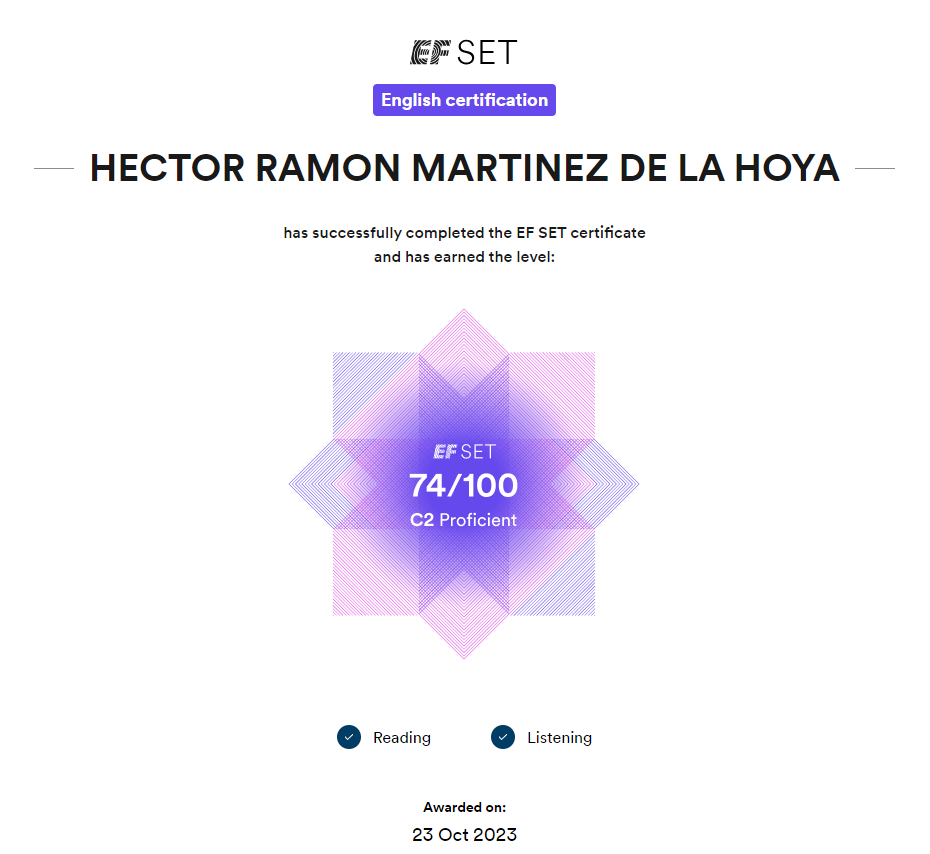 EF SET
English certification
HECTOR RAMON MARTINEZ DE LA HOYA
has successfully completed the EF SET certificate
and has earned the level:
EF SET
74/100
C2 Proficient
Reading
Listening
Awarded on:
23 Oct 2023